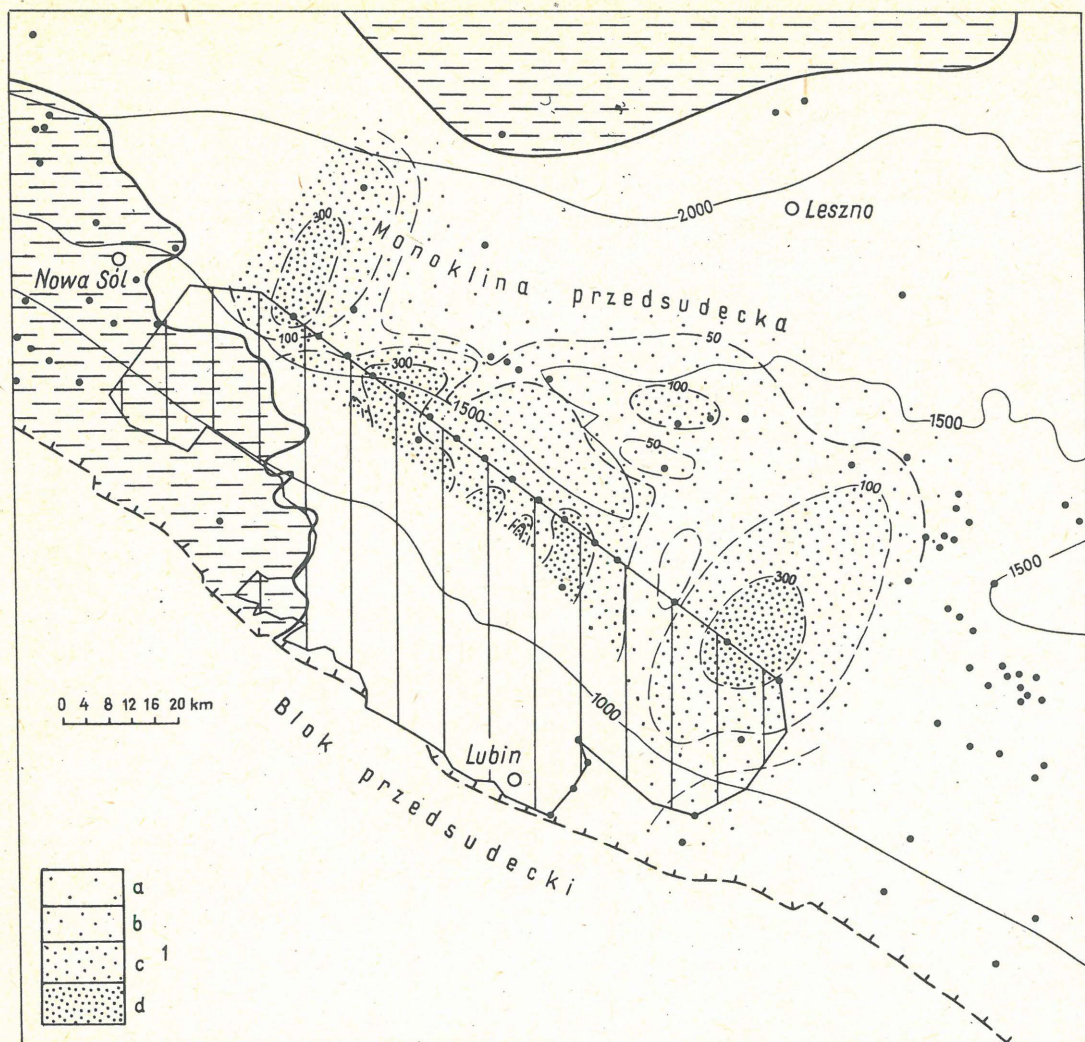 2000
Leszno
300
Monoklina przedsudecka
Nowa Sól
100
50
300
1500
100
1500
50
100
1500
300
1000
0 4 8 12 16 20 km
Lubin
Blok przedsudecki
a
b
c
1
d